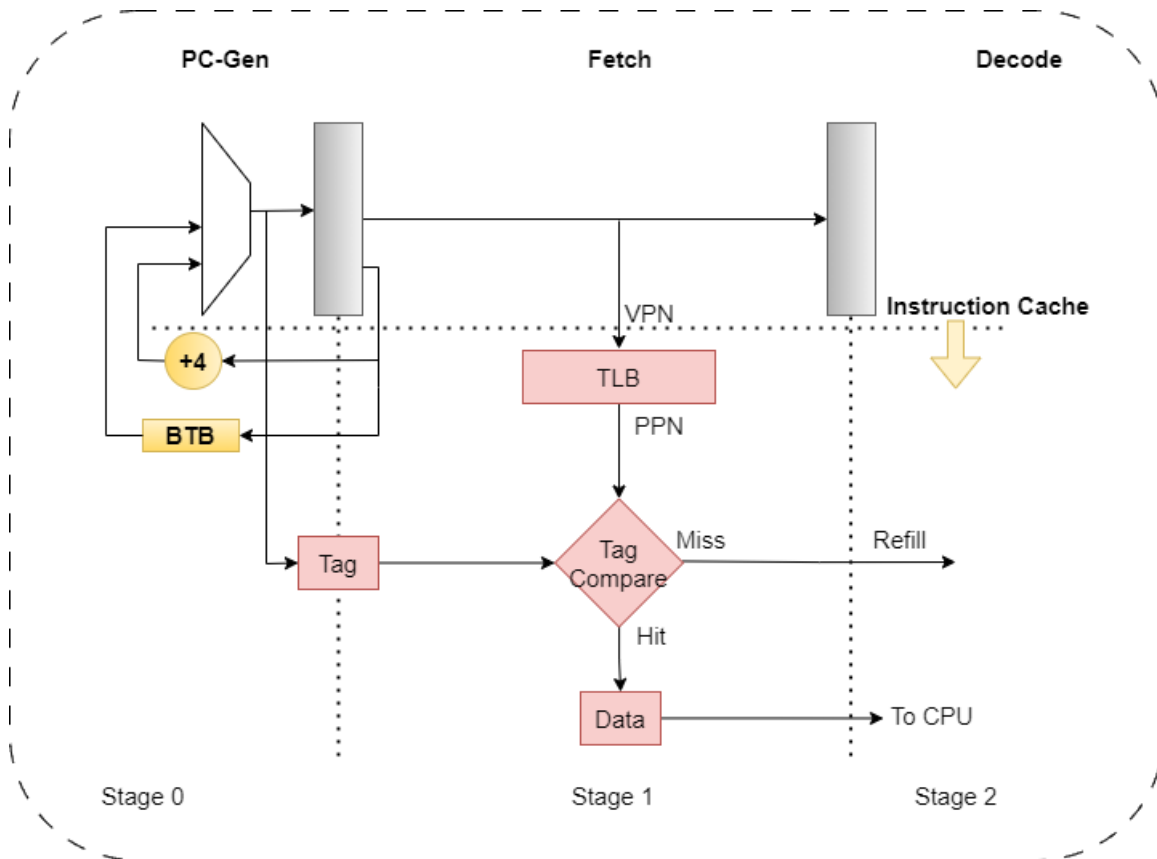 PC-Gen
Fetch
Decode
Instruction Cache
VPN
+4
TLB
BTB
PPN
Tag
Tag
Compare
Miss
Refill
Hit
Data
To CPU
Stage 0
Stage 1
Stage 2